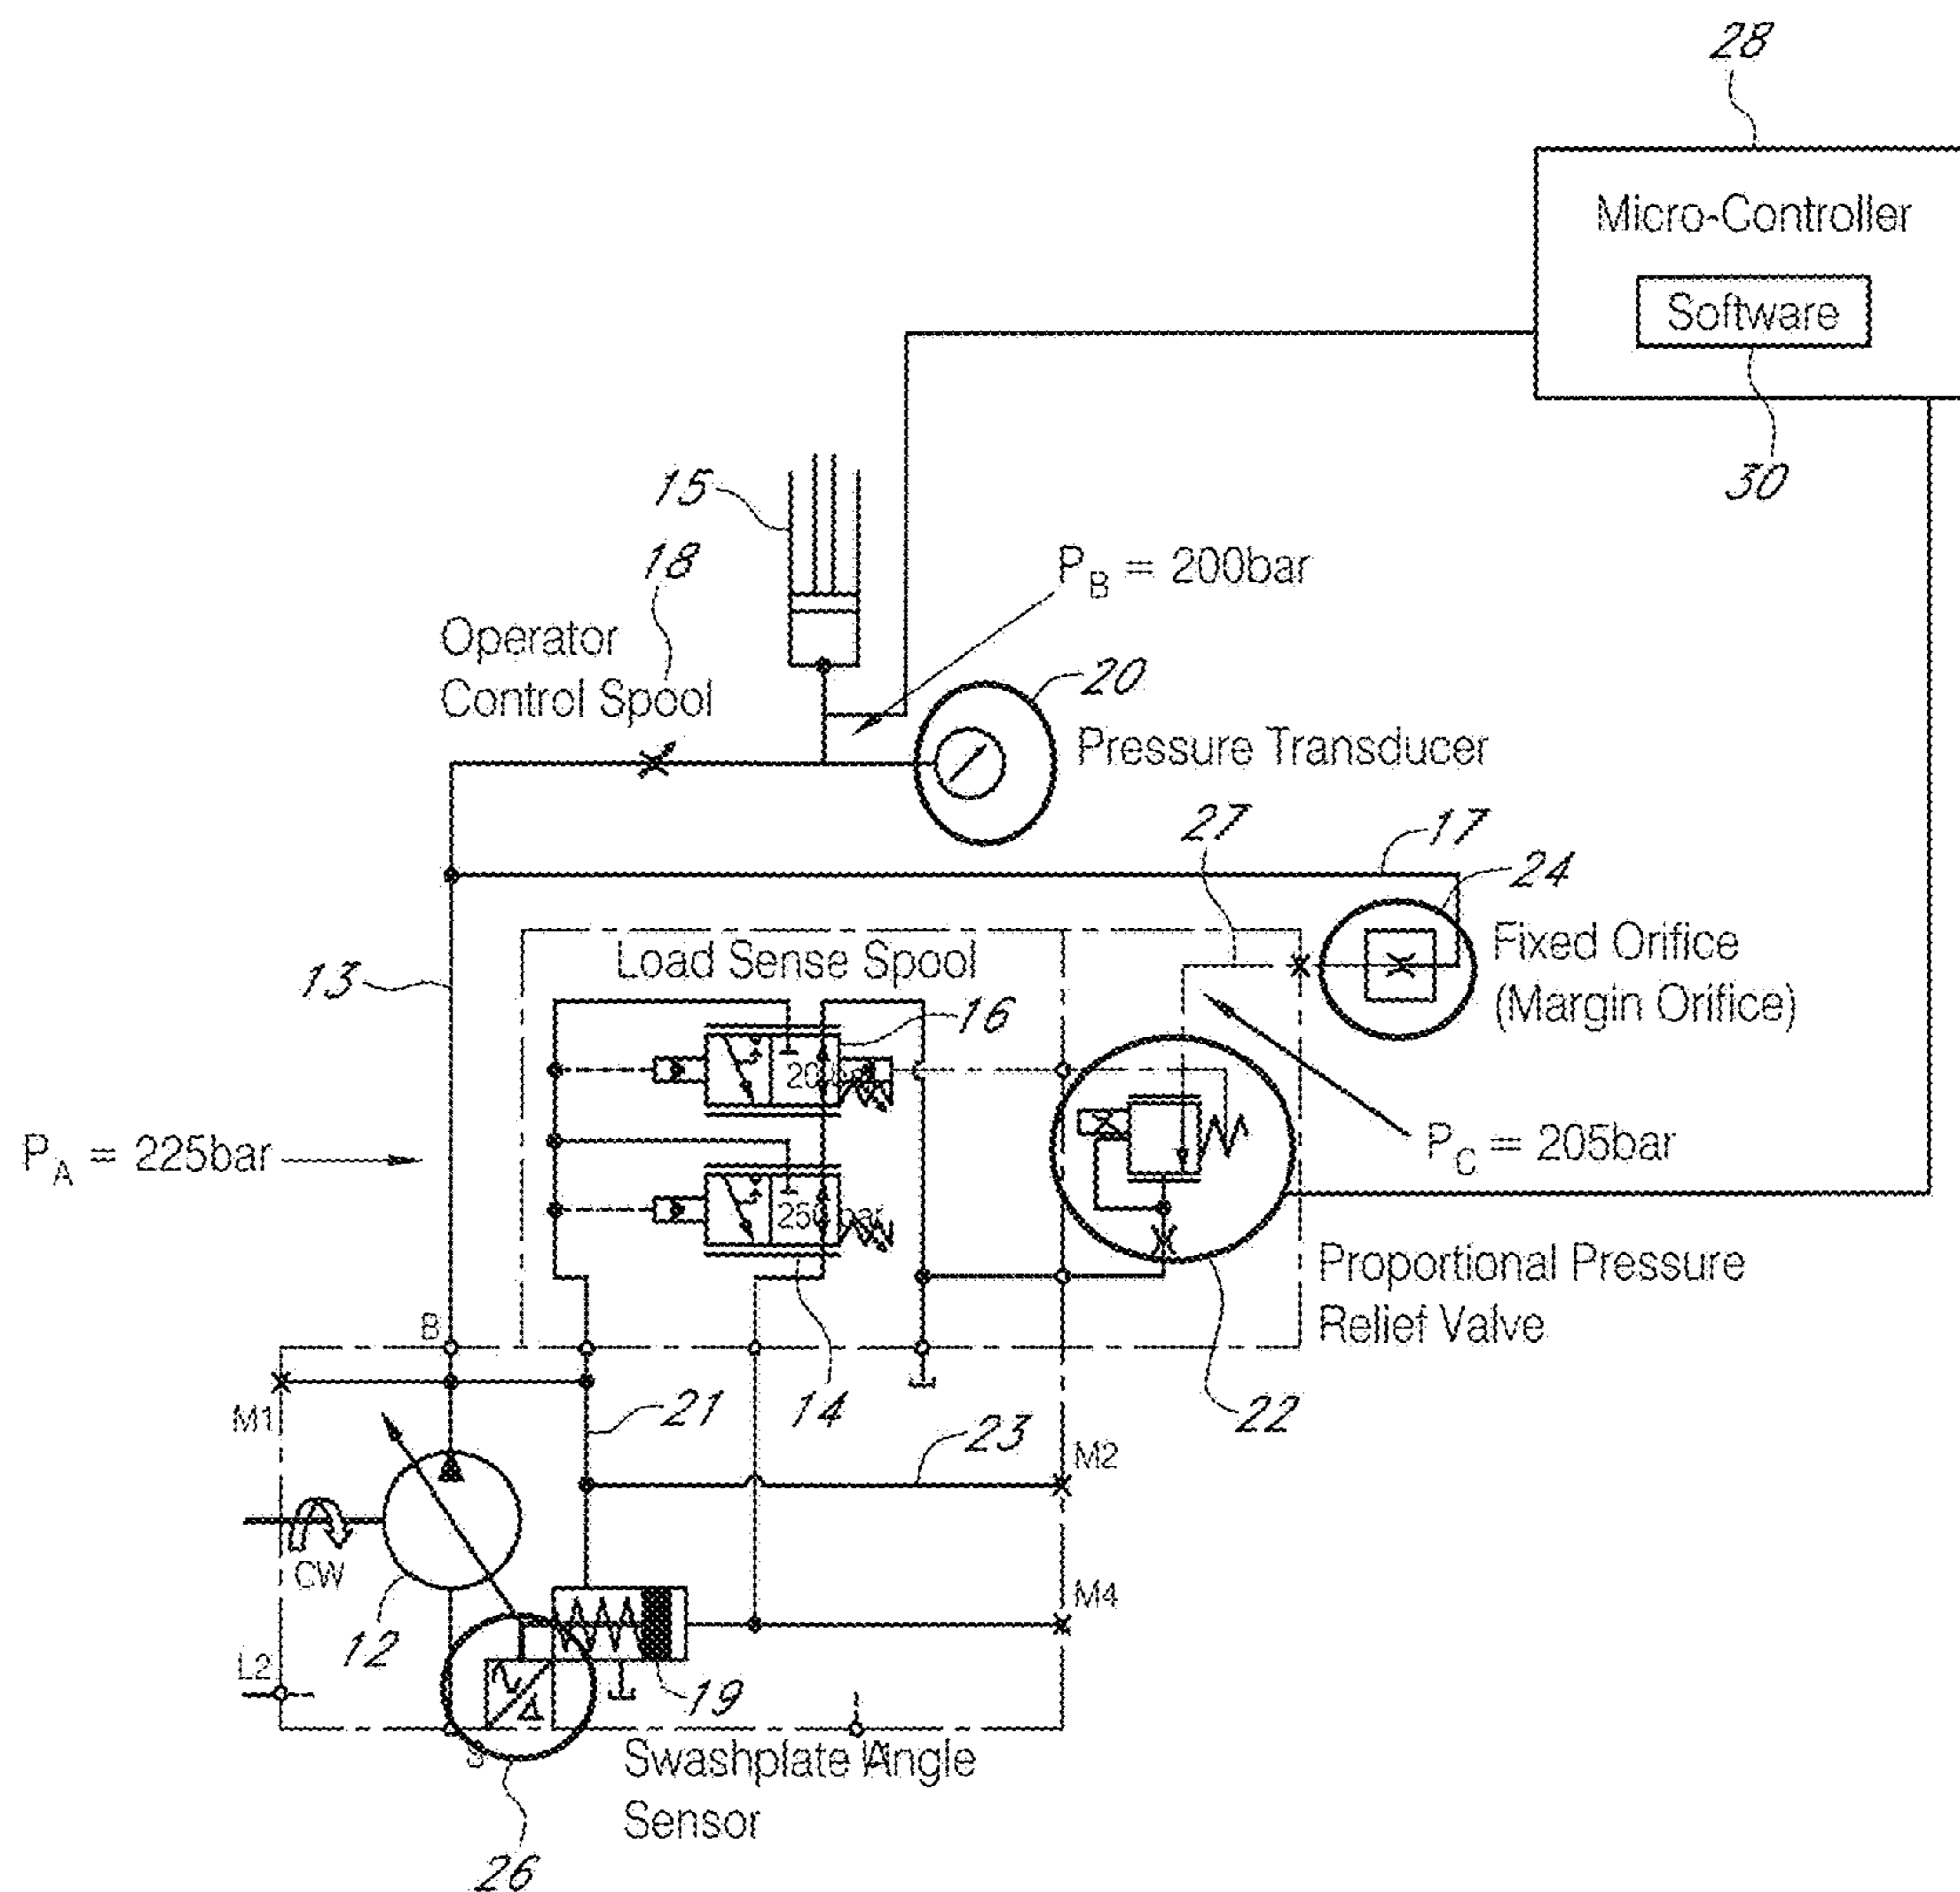 28
Micro-Controller
Software
30
15
18
P_B = 200bar
Operator
Control Spool
20
Pressure Transducer
27
17
24
Load Sense Spool
Fixed Orifice
(Margin Orifice)
13
16
P_A = 225bar
P_C = 205bar
250bar
Proportional Pressure
Relief Valve
B
M1
21
14
22
23
M2
CW
M4
12
L2
19
S
Swashplate Angle
Sensor
26